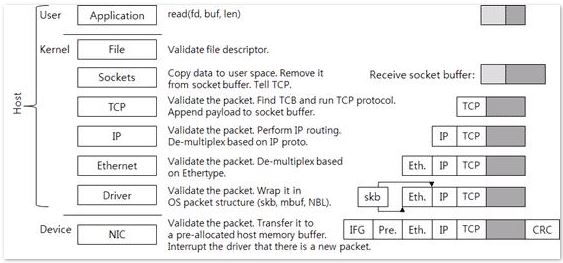 User Application read(fd, buf, len)
Kernel File Validate file descriptor.
Sockets Copy data to user space. Remove it
from socket buffer. Tell TCP. Receive socket buffer:
Host
TCP Validate the packet. Find TCB and run TCP protocol.
Append payload to socket buffer. TCP
IP Validate the packet. Perform IP routing.
De-multiplex based on IP proto. IP TCP
Ethernet Validate the packet. De-multiplex based
on Ethertype. Eth. IP TCP
Driver Validate the packet. Wrap it in
OS packet structure (skb, mbuf, NBL). skb Eth. IP TCP
Device NIC Validate the packet. Transfer it to
a pre-allocated host memory buffer. IFG Pre. Eth. IP TCP CRC
Interrupt the driver that there is a new packet.